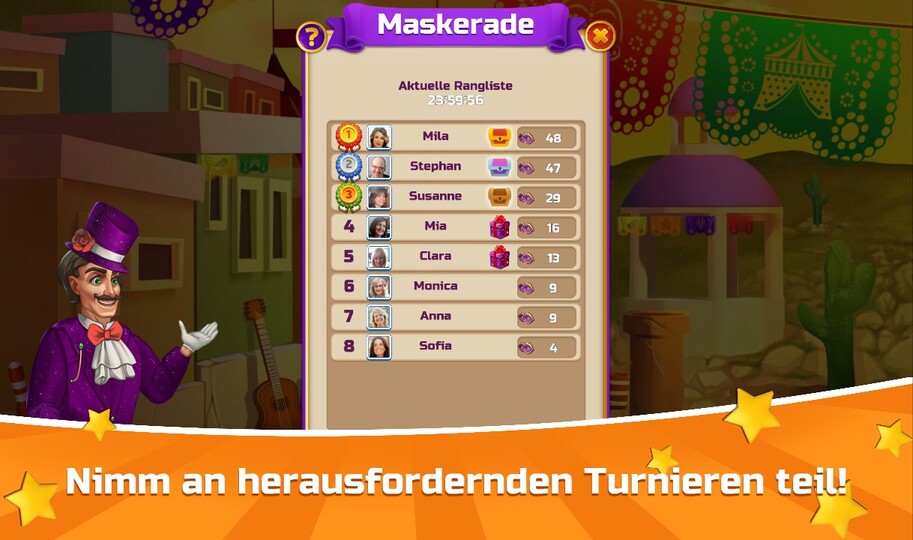 ?
Maskerade
Aktuelle Rangliste
23:59:56
1 Mila 48
2 Stephan 47
3 Susanne 29
4 Mia 16
5 Clara 13
6 Monica 9
7 Anna 9
8 Sofia 4
Nimm an herausfordernden Turnieren teil!